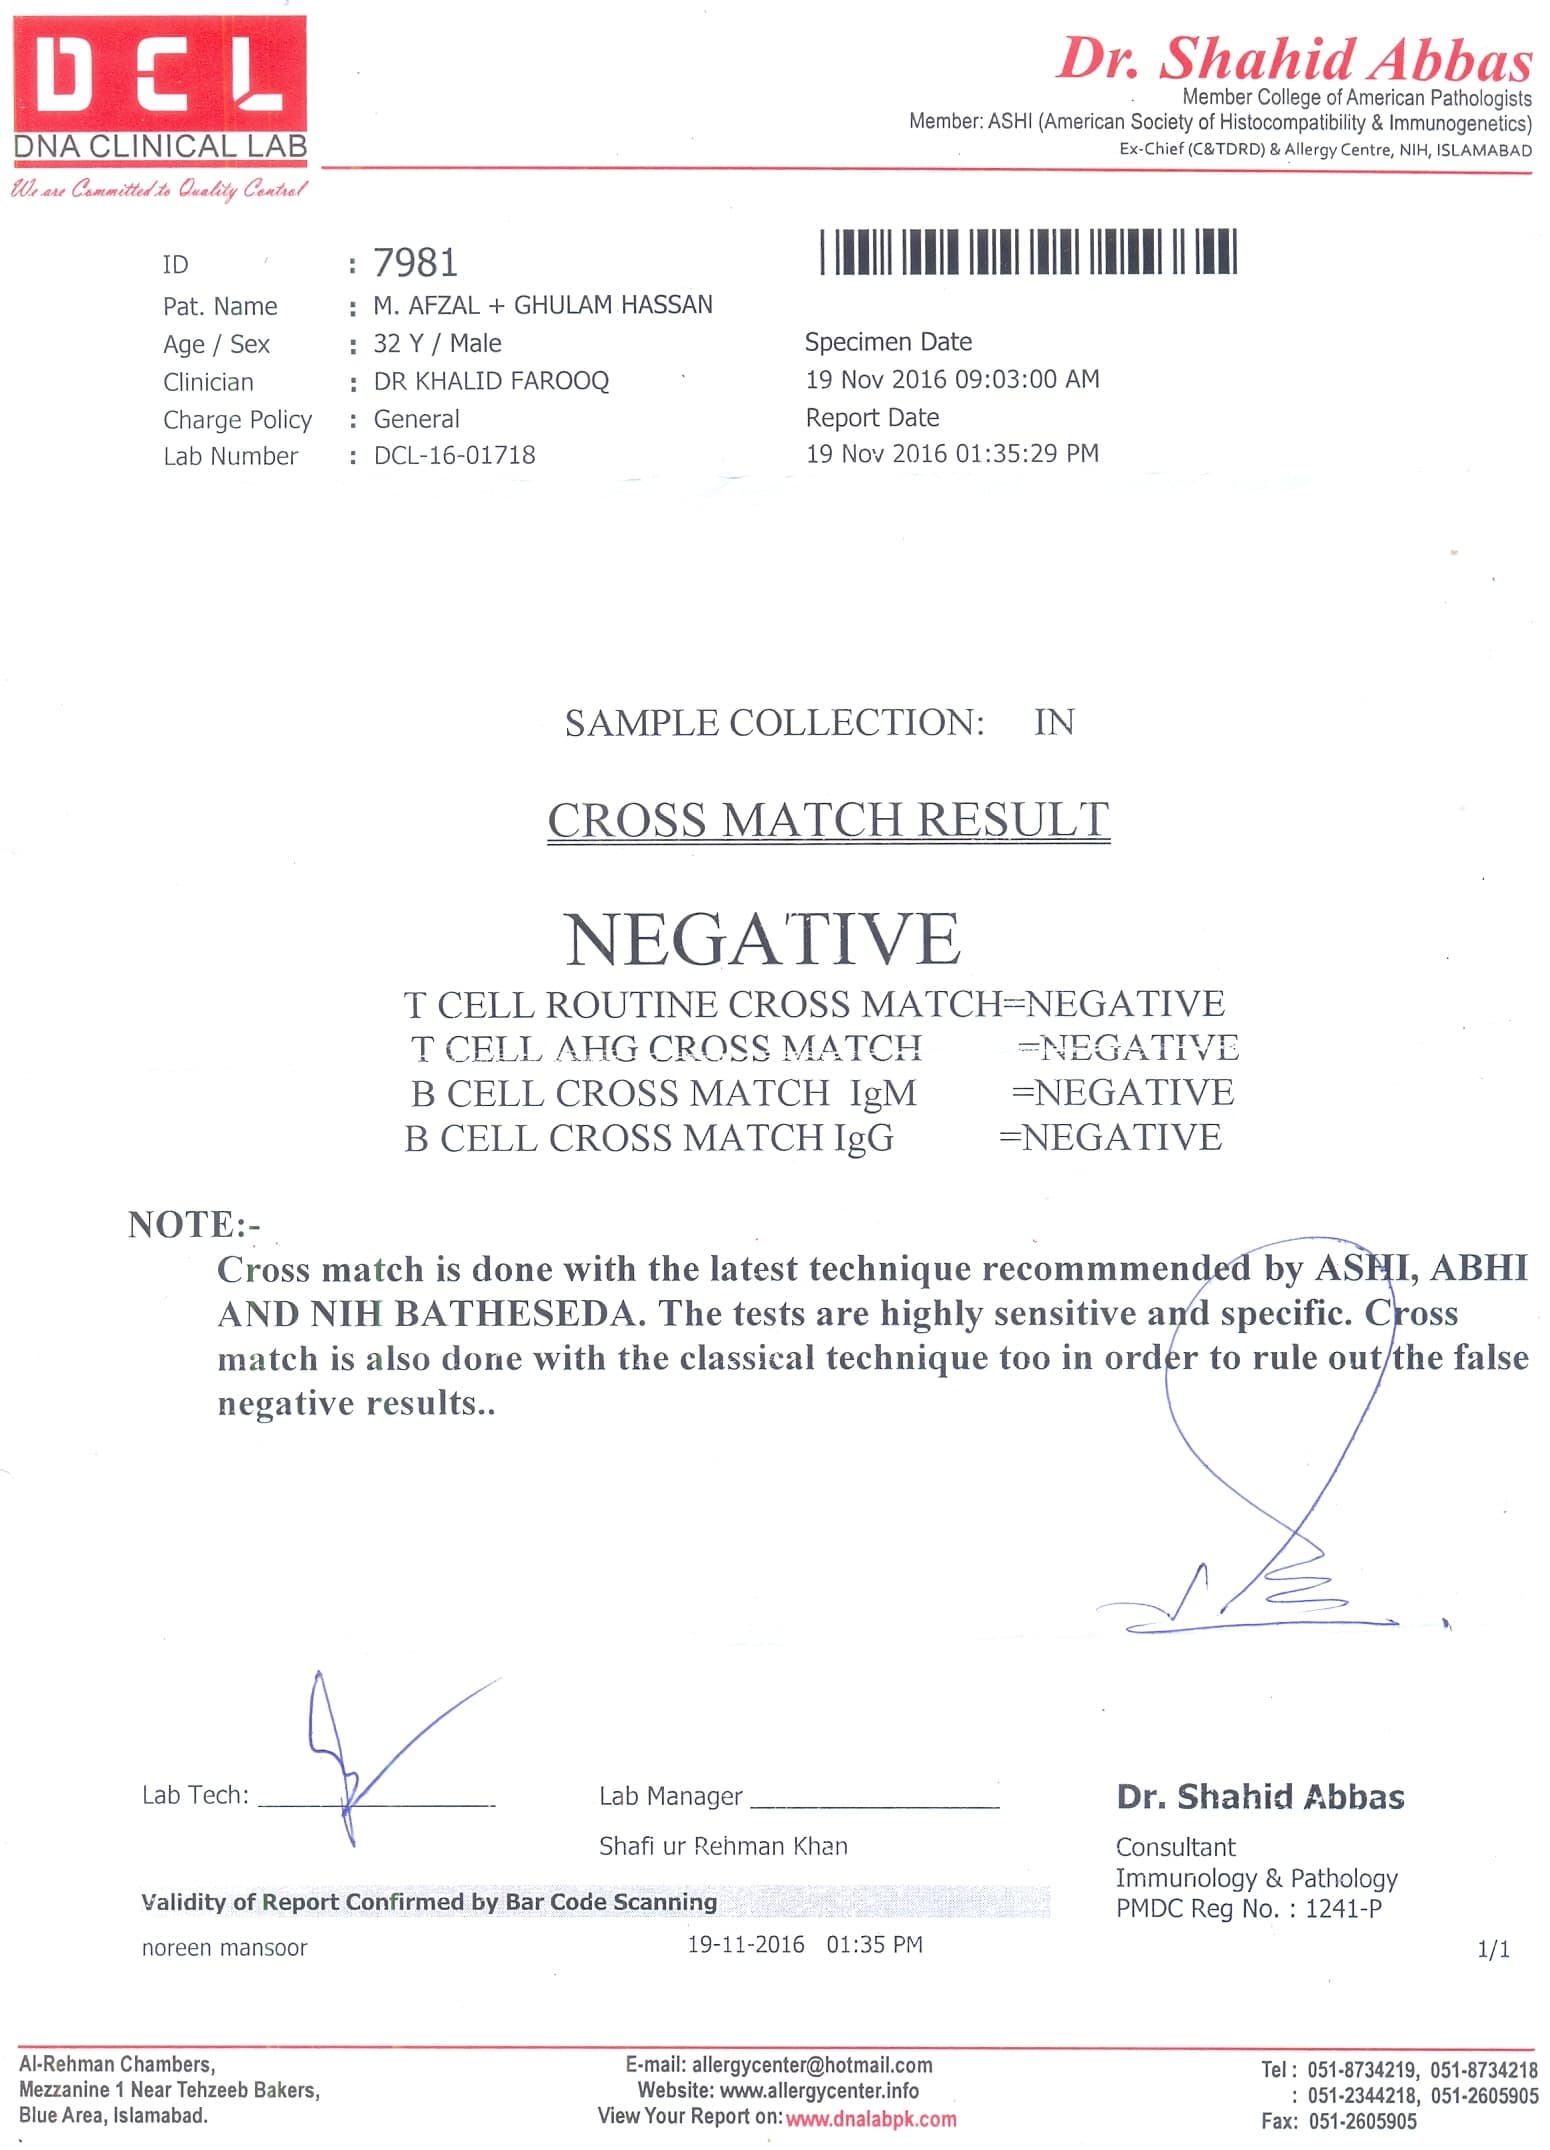 DCL
DNA CLINICAL LAB
We are Committed to Quality Control
Dr. Shahid Abbas
Member College of American Pathologists
Member: ASHI (American Society of Histocompatibility & Immunogenetics)
Ex-Chief (C&TDRD) & Allergy Centre, NIH, ISLAMABAD
ID : 7981
Pat. Name : M. AFZAL + GHULAM HASSAN
Age / Sex : 32 Y / Male
Specimen Date
Clinician : DR KHALID FAROOQ
19 Nov 2016 09:03:00 AM
Charge Policy : General
Report Date
Lab Number : DCL-16-01718
19 Nov 2016 01:35:29 PM
SAMPLE COLLECTION: IN
CROSS MATCH RESULT
NEGATIVE
T CELL ROUTINE CROSS MATCH=NEGATIVE
T CELL AHG CROSS MATCH =NEGATIVE
B CELL CROSS MATCH IgM =NEGATIVE
B CELL CROSS MATCH IgG =NEGATIVE
NOTE:-
Cross match is done with the latest technique recommmended by ASHI, ABHI
AND NIH BATHESEDA. The tests are highly sensitive and specific. Cross
match is also done with the classical technique too in order to rule out the false
negative results..
Lab Tech:
Lab Manager
Shafi ur Rehman Khan
Dr. Shahid Abbas
Consultant
Immunology & Pathology
PMDC Reg No. : 1241-P
Validity of Report Confirmed by Bar Code Scanning
noreen mansoor
19-11-2016 01:35 PM
1/1
Al-Rehman Chambers,
Mezzanine 1 Near Tehzeeb Bakers,
Blue Area, Islamabad.
E-mail: allergycenter@hotmail.com
Website: www.allergycenter.info
View Your Report on: www.dnalabpk.com
Tel : 051-8734219, 051-8734218
: 051-2344218, 051-2605905
Fax: 051-2605905